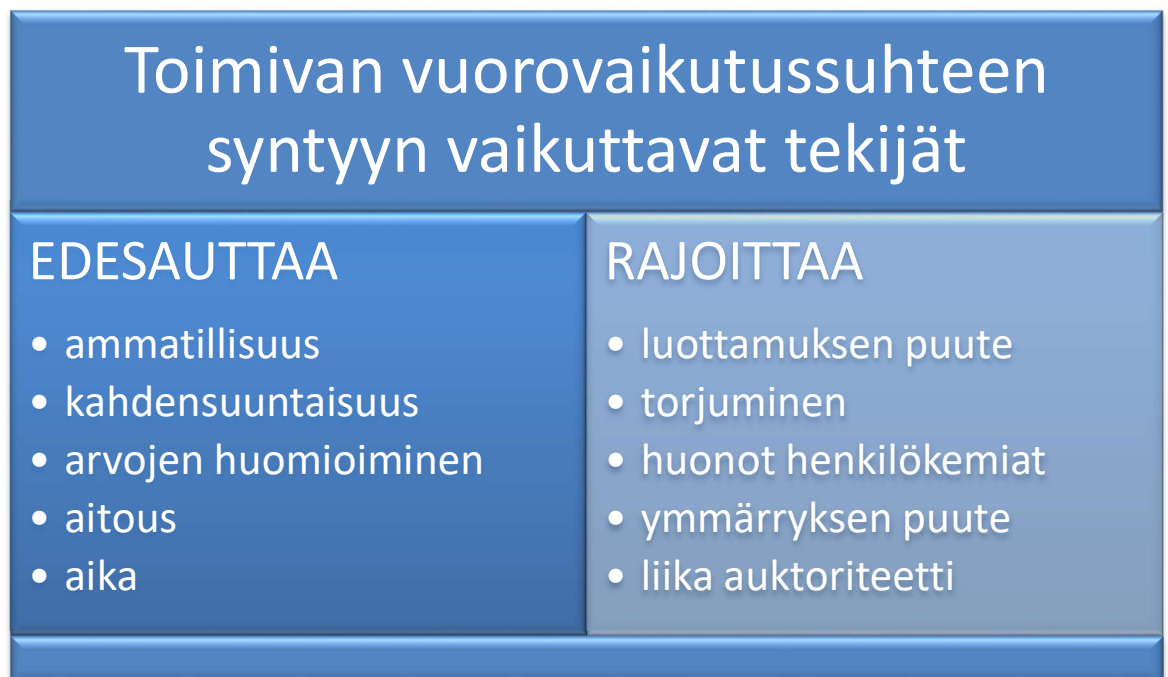 Toimivan vuorovaikutussuhteen
syntyyn vaikuttavat tekijät
EDESAUTTAA
• ammatillisuus
• kahdensuuntaisuus
• arvojen huomioiminen
• aitous
• aika
RAJOITTAA
• luottamuksen puute
• torjuminen
• huonot henkilökemiat
• ymmärryksen puute
• liika auktoriteetti